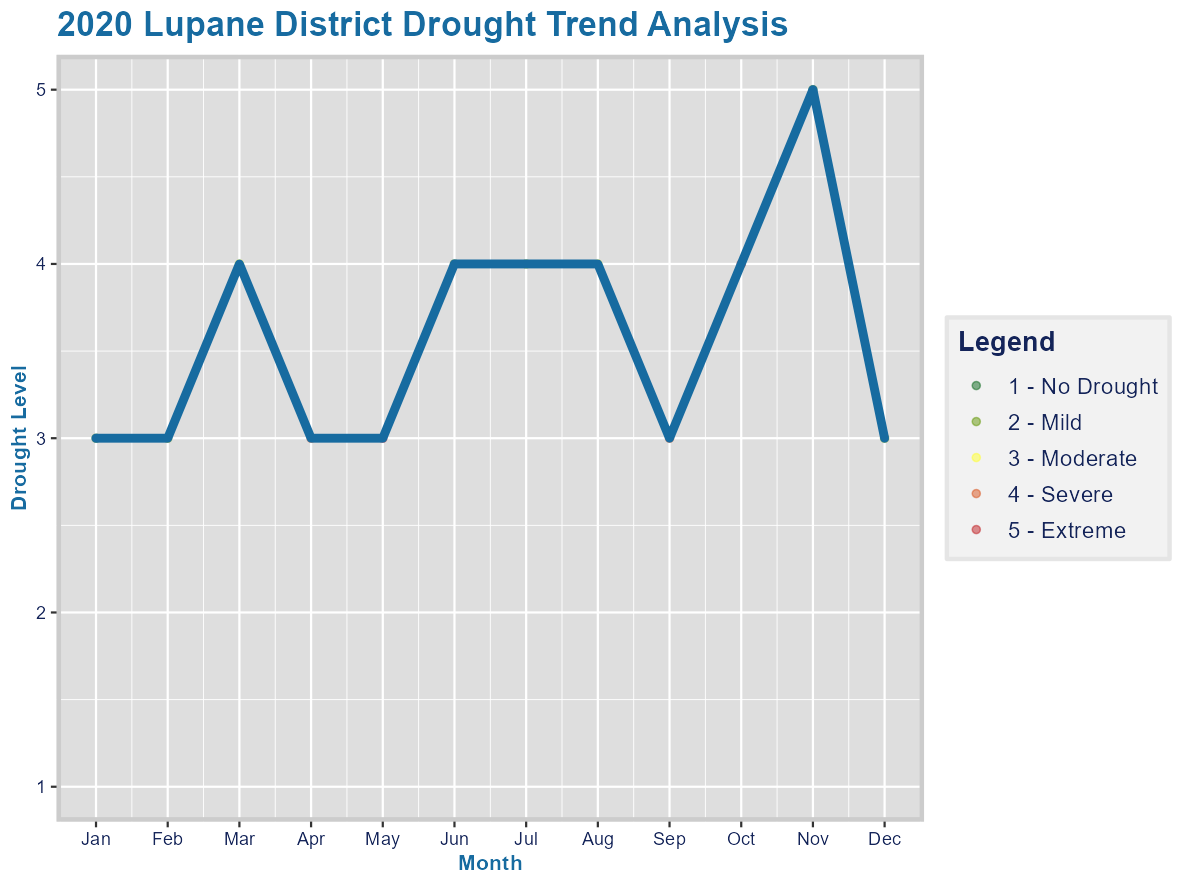 2020 Lupane District Drought Trend Analysis
5
4
3
2
1
Drought Level
Jan Feb Mar Apr May Jun Jul Aug Sep Oct Nov Dec
Month
Legend
1 - No Drought
2 - Mild
3 - Moderate
4 - Severe
5 - Extreme